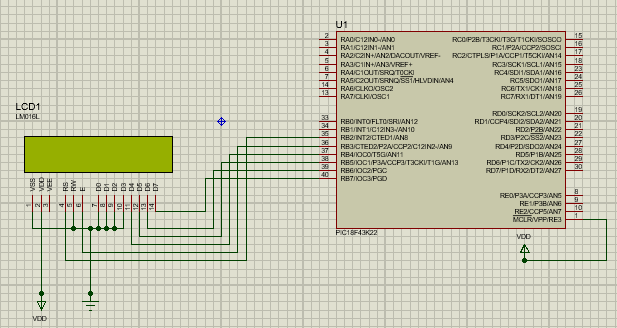 U1
2 RA0/C12IN0-/AN0 RC0/P2B/T3CKI/T3G/T1CKI/SOSCO 15
3 RA1/C12IN1-/AN1 RC1/P2A/CCP2/SOSCI 16
4 RA2/C2IN+/AN2/DACOUT/VREF- RC2/CTPLS/P1A/CCP1/T5CKI/AN14 17
5 RA3/C1IN+/AN3/VREF+ RC3/SCK1/SCL1/AN15 18
6 RA4/C1OUT/SRQ/T0CKI RC4/SDI1/SDA1/AN16 23
7 RA5/C2OUT/SRNQ/SS1/HLVDIN/AN4 RC5/SDO1/AN17 24
14 RA6/CLKO/OSC2 RC6/TX1/CK1/AN18 25
13 RA7/CLKI/OSC1 RC7/RX1/DT1/AN19 26
LCD1
LM016L
RD0/SCK2/SCL2/AN20 19
33 RB0/INT0/FLT0/SRI/AN12 RD1/CCP4/SDI2/SDA2/AN21 20
34 RB1/INT1/C12IN3-/AN10 RD2/P2B/AN22 21
35 RB2/INT2/CTED1/AN8 RD3/P2C/SS2/AN23 22
36 RB3/CTED2/P2A/CCP2/C12IN2-/AN9 RD4/P2D/SDO2/AN24 27
37 RB4/IOC0/T5G/AN11 RD5/P1B/AN25 28
38 RB5/IOC1/P3A/CCP3/T3CKI/T1G/AN13 RD6/P1C/TX2/CK2/AN26 29
39 RB6/IOC2/PGC RD7/P1D/RX2/DT2/AN27 30
40 RB7/IOC3/PGD
VSS VDD VEE RS RW E D0 D1 D2 D3 D4 D5 D6 D7
1 2 3 4 5 6 7 8 9 10 11 12 13 14
RE0/P3A/CCP3/AN5 8
RE1/P3B/AN6 9
RE2/CCP5/AN7 10
MCLR/VPP/RE3 1
PIC18F43K22
VDD
VDD